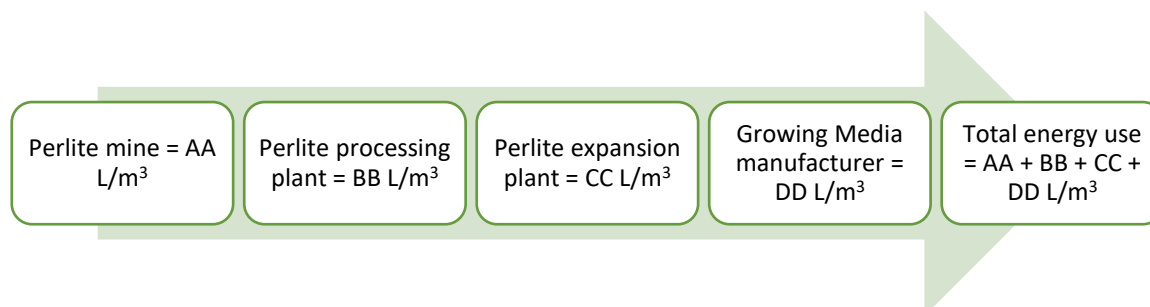 Perlite mine = AA
L/m³
Perlite processing
plant = BB L/m³
Perlite expansion
plant = CC L/m³
Growing Media
manufacturer =
DD L/m³
Total energy use
= AA + BB + CC +
DD L/m³